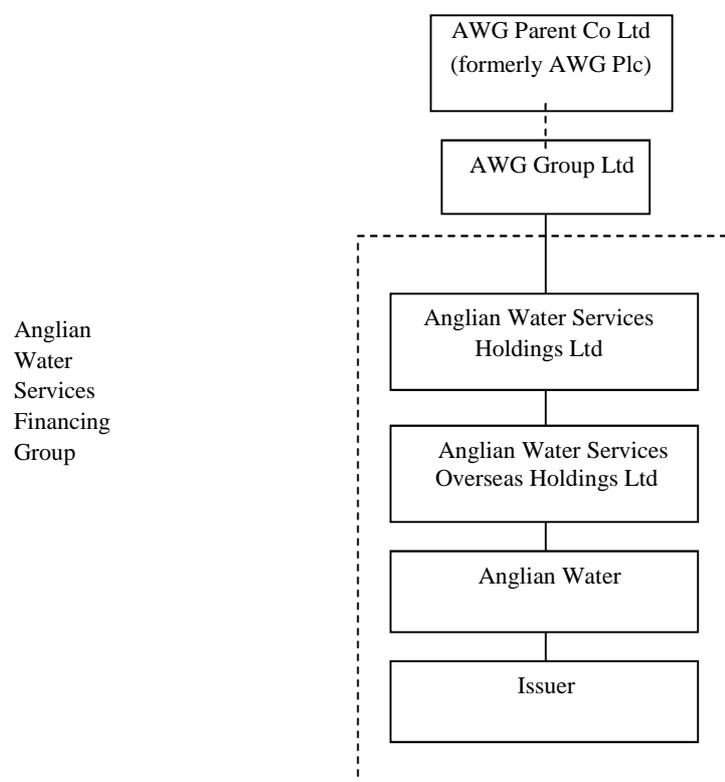 AWG Parent Co Ltd
(formerly AWG Plc)
AWG Group Ltd
Anglian Water Services
Holdings Ltd
Anglian
Water
Services
Financing
Group
Anglian Water Services
Overseas Holdings Ltd
Anglian Water
Issuer